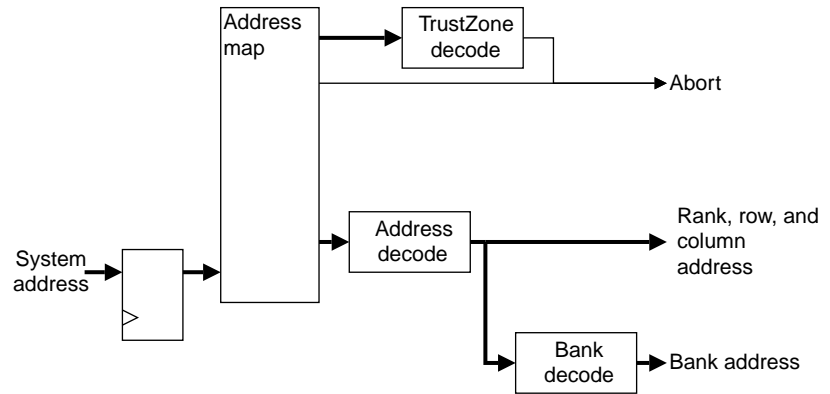 Address
map
TrustZone
decode
Abort
Address
decode
Rank, row, and
column
address
System
address
Bank
decode
Bank address